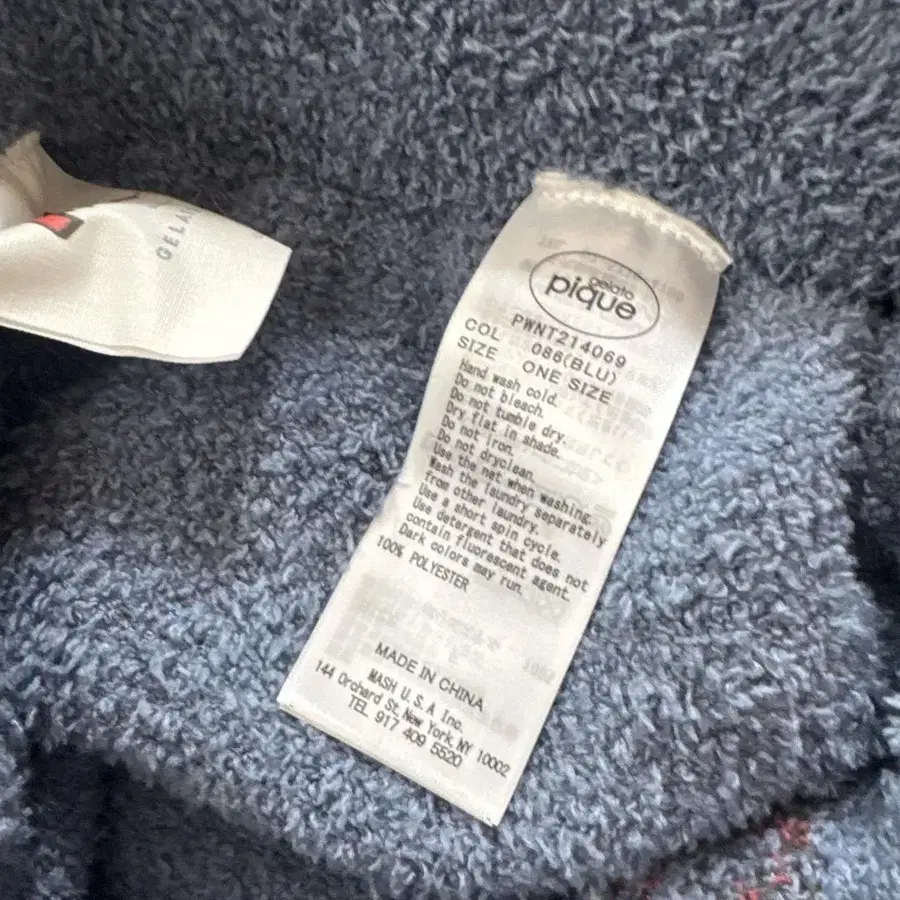 GELA
gelato
pique
PWNT214069
COL 086(BLU)
SIZE ONE SIZE
Hand wash cold.
Do not bleach.
Do not tumble dry.
Dry flat in shade.
Do not iron.
Do not dryclean.
Use the net when washing.
Wash the laundry separately
from other laundry.
Use a short spin cycle.
Use detergent that does not
contain fluorescent agent.
Dark colors may run.
100% POLYESTER
MADE IN CHINA
MASH U.S.A Inc.
144 Orchard St, New York, NY 10002
TEL 917 409 5520